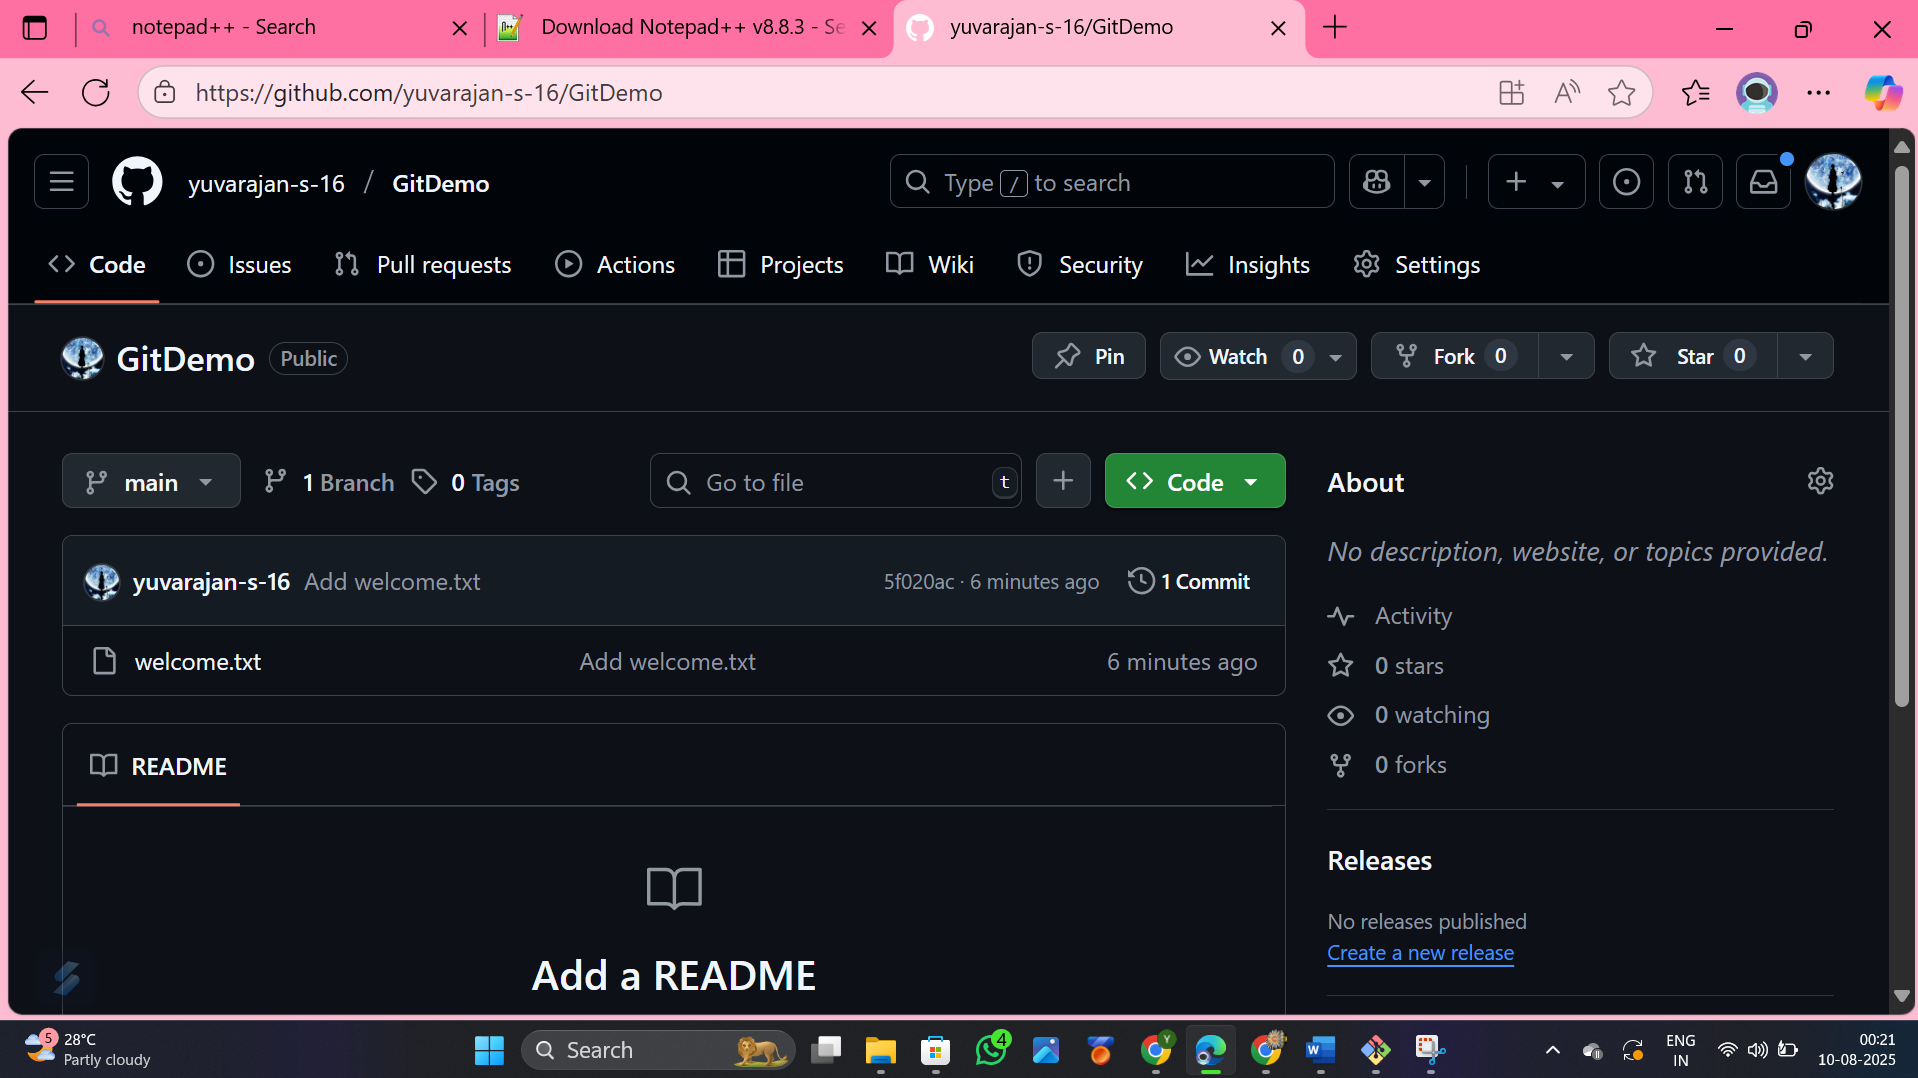 notepad++ - Search
Download Notepad++ v8.8.3 - Se
yuvarajan-s-16/GitDemo
https://github.com/yuvarajan-s-16/GitDemo
yuvarajan-s-16 / GitDemo
Type / to search
Code
Issues
Pull requests
Actions
Projects
Wiki
Security
Insights
Settings
GitDemo
Public
Pin
Watch 0
Fork 0
Star 0
main
1 Branch
0 Tags
Go to file
t
Code
About
No description, website, or topics provided.
yuvarajan-s-16 Add welcome.txt
5f020ac · 6 minutes ago
1 Commit
welcome.txt
Add welcome.txt
6 minutes ago
Activity
0 stars
0 watching
0 forks
README
Add a README
Releases
No releases published
Create a new release
5
28°C
Partly cloudy
Search
4
Y
W
ENG
IN
00:21
10-08-2025